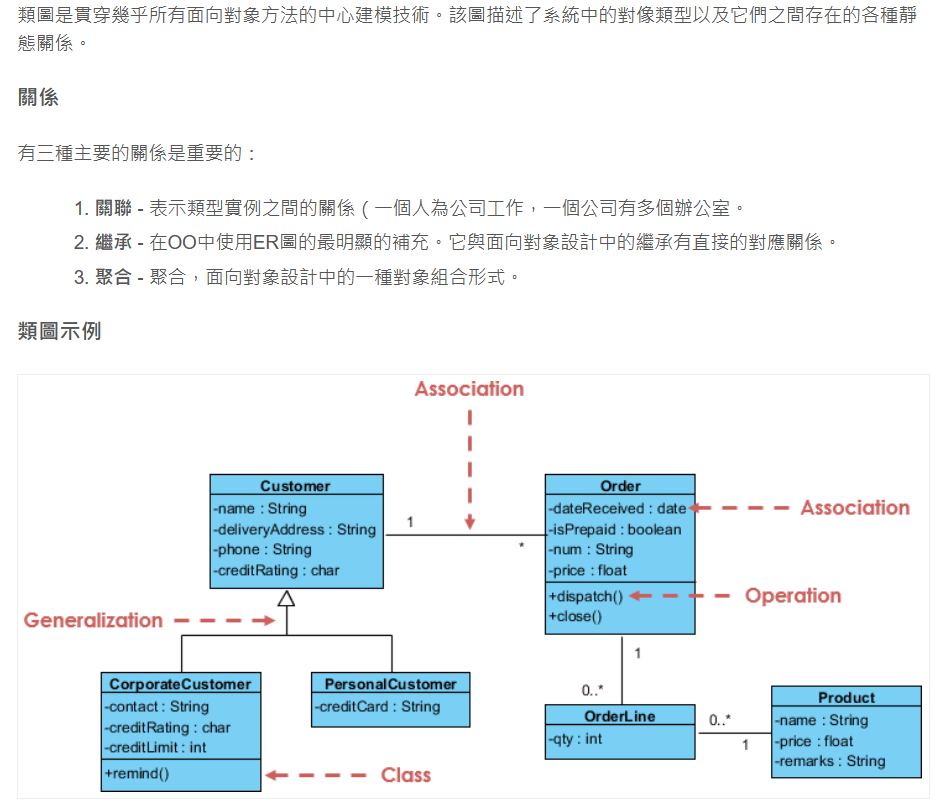 類圖是貫穿幾乎所有面向對象方法的中心建模技術。該圖描述了系統中的對像類型以及它們之間存在的各種靜
態關係。
關係
有三種主要的關係是重要的：
1. 關聯 - 表示類型實例之間的關係（一個人為公司工作，一個公司有多個辦公室。
2. 繼承 - 在OO中使用ER圖的最明顯的補充。它與面向對象設計中的繼承有直接的對應關係。
3. 聚合 - 聚合，面向對象設計中的一種對象組合形式。
類圖示例
Association
Customer
-name : String
-deliveryAddress : String
-phone : String
-creditRating : char
1
*
Order
-dateReceived : date
-isPrepaid : boolean
-num : String
-price : float
+dispatch()
+close()
Association
Operation
Generalization
CorporateCustomer
-contact : String
-creditRating : char
-creditLimit : int
+remind()
Class
PersonalCustomer
-creditCard : String
1
0..*
OrderLine
-qty : int
0..*
1
Product
-name : String
-price : float
-remarks : String